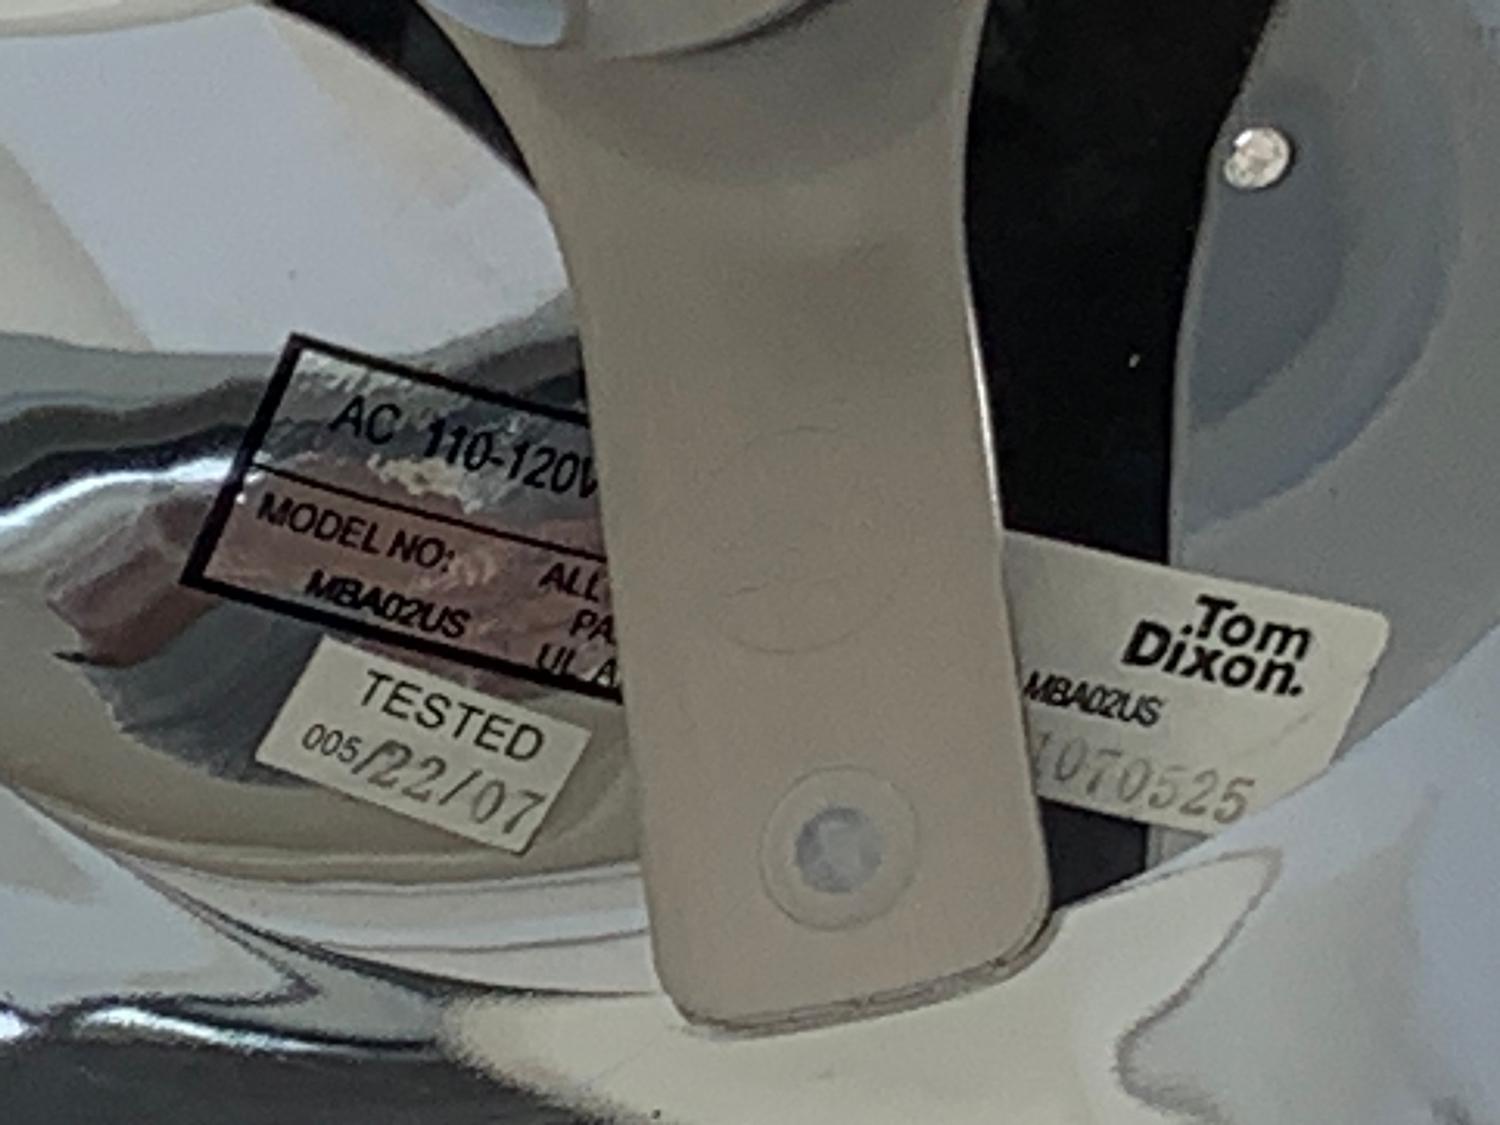 AC 110-120V
MODEL NO: ALL
MBA02US PA
UL A
TESTED
005/22/07
Tom
Dixon.
MBA02US
1070525